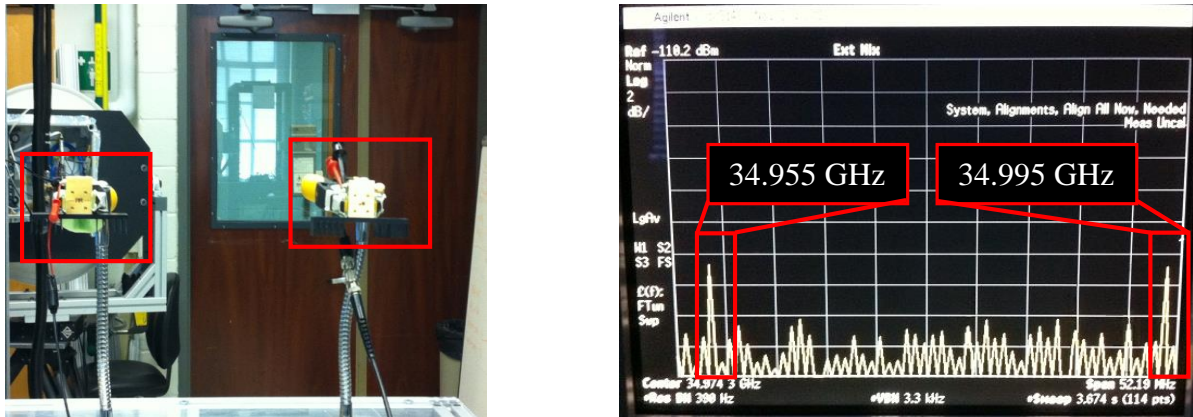 Agilent
Ref -110.2 dBm
Ext Mix
Norm
Log
2
dB/
System, Alignments, Align All Now, Needed
Meas Uncal
34.955 GHz
34.995 GHz
LgAv
W1 S2
S3 FS
£(f):
FTun
Swp
Center 34.974 3 GHz
Span 52.19 MHz
#Res BW 390 Hz
#VBW 3.3 kHz
#Sweep 3.674 s (114 pts)